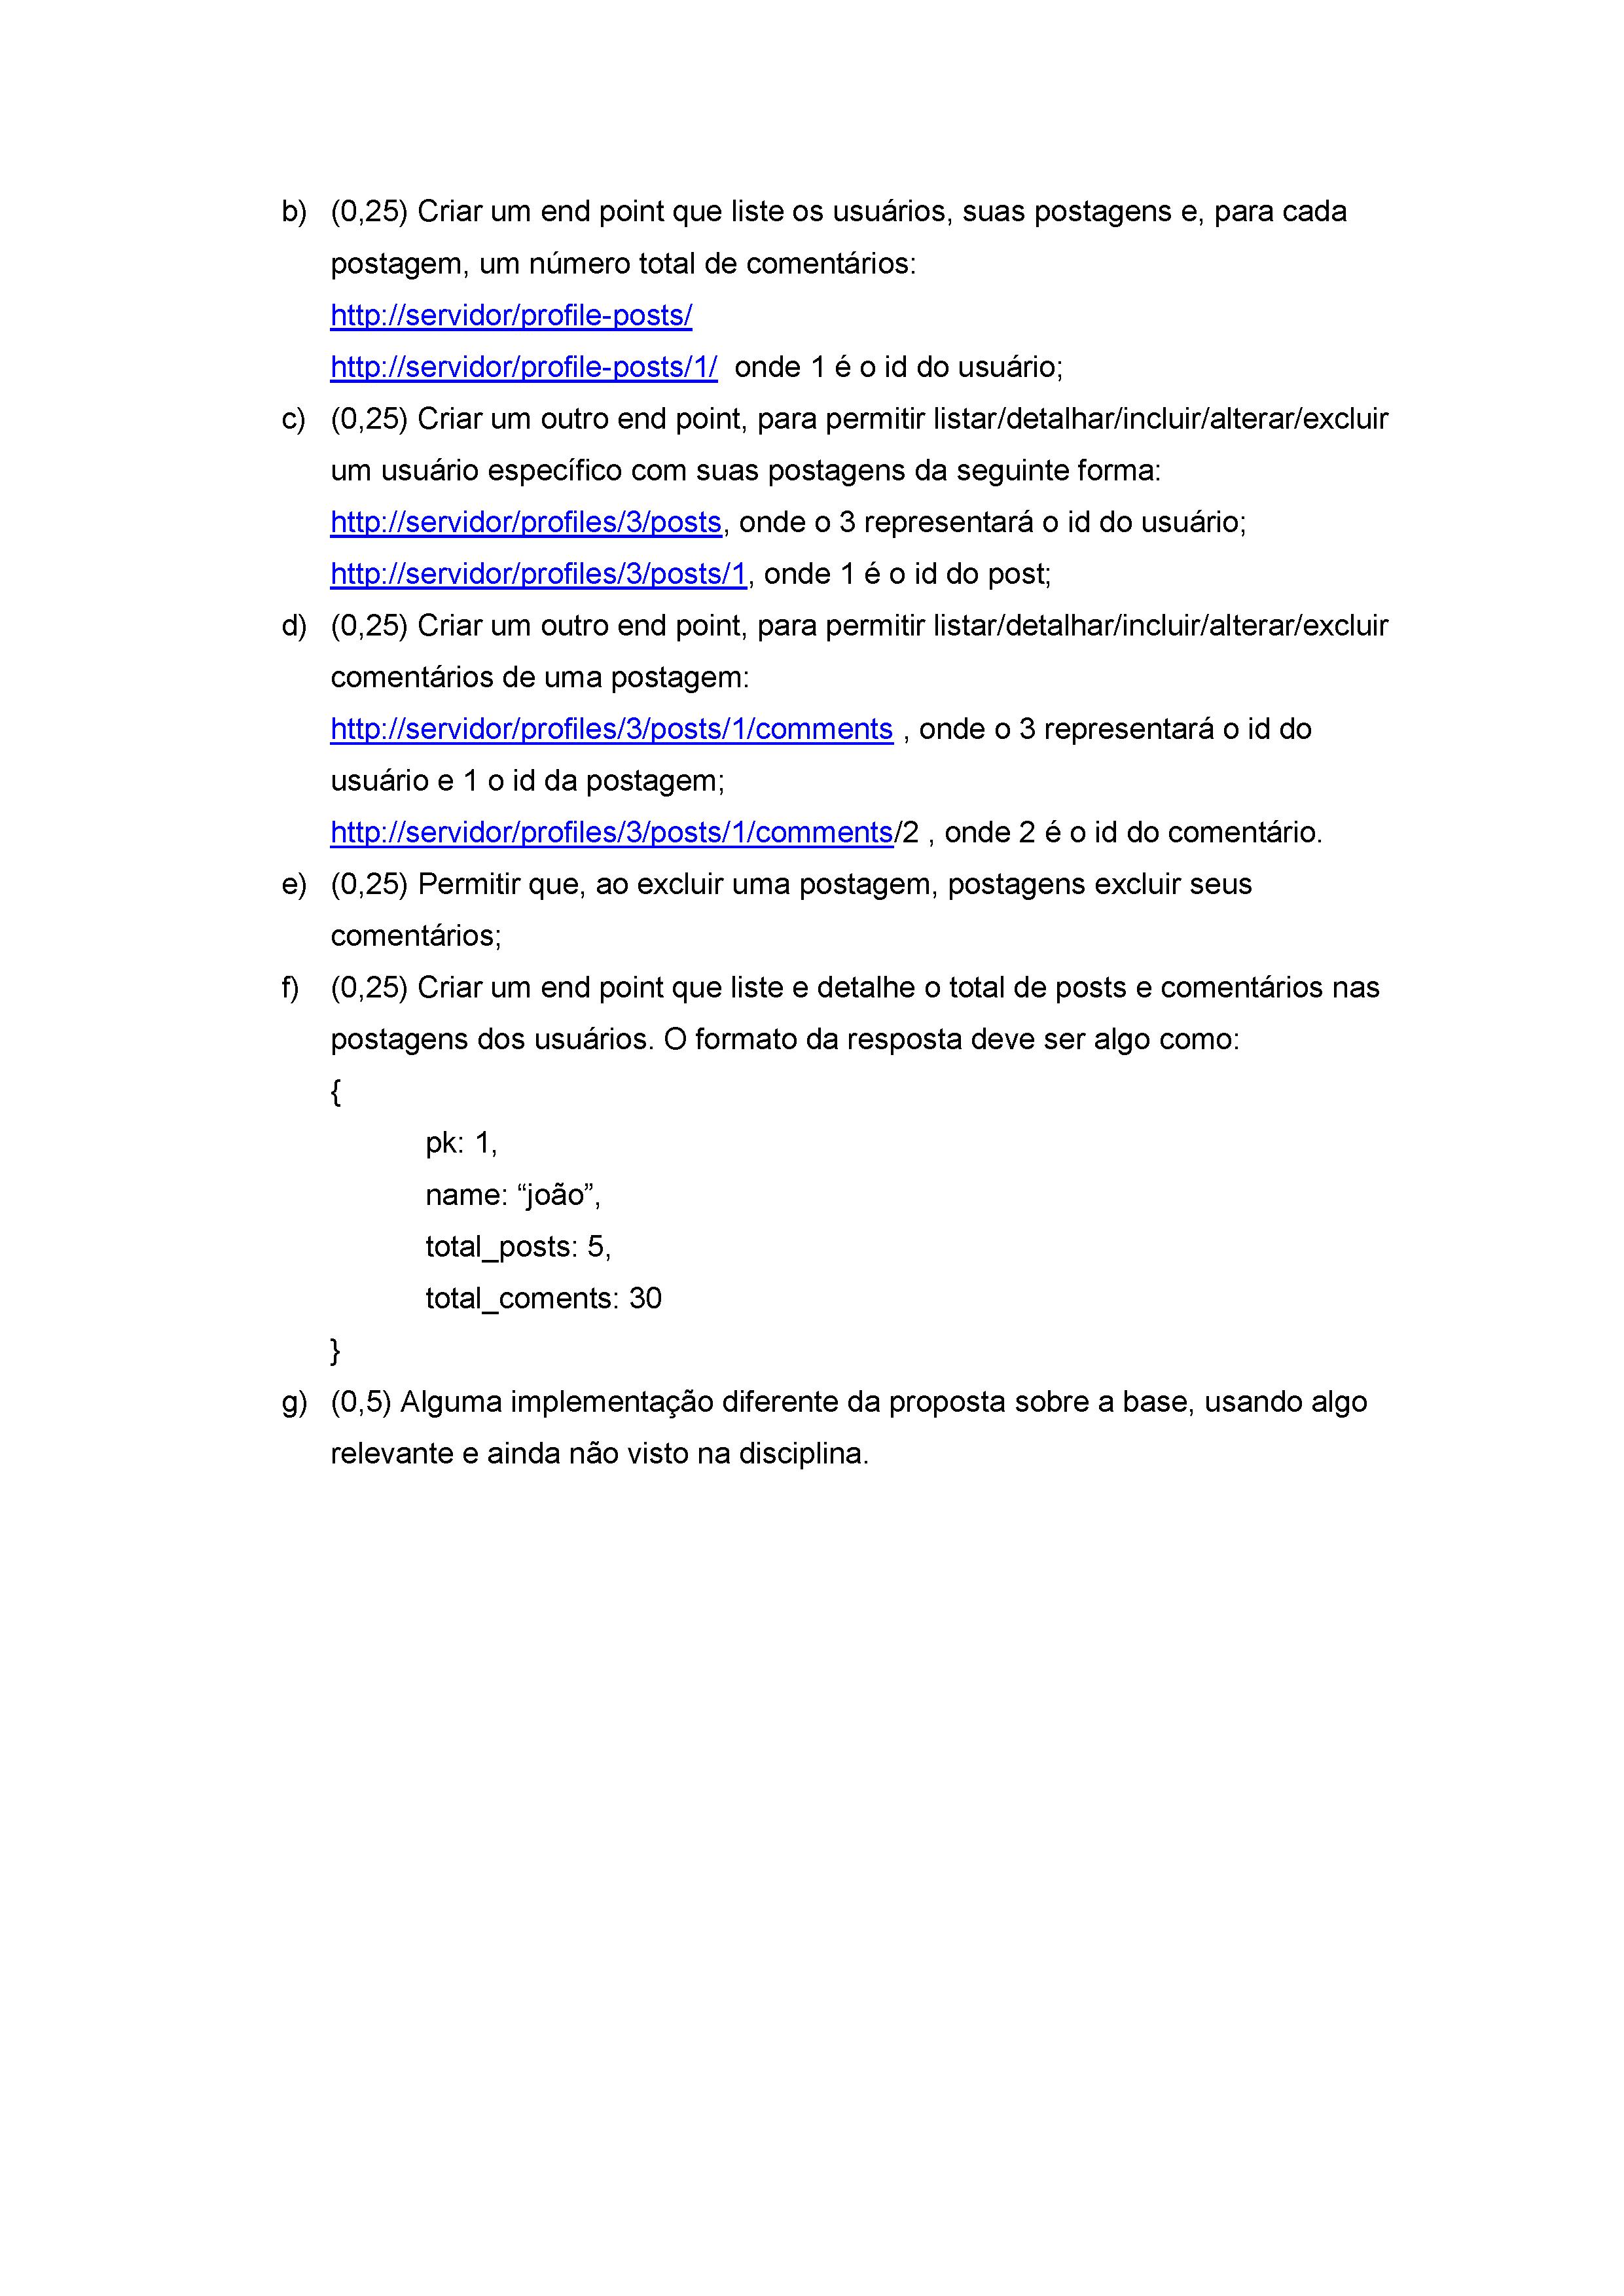 b) (0,25) Criar um end point que liste os usuários, suas postagens e, para cada
postagem, um número total de comentários:
http://servidor/profile-posts/
http://servidor/profile-posts/1/ onde 1 é o id do usuário;
c) (0,25) Criar um outro end point, para permitir listar/detalhar/incluir/alterar/excluir
um usuário específico com suas postagens da seguinte forma:
http://servidor/profiles/3/posts, onde o 3 representará o id do usuário;
http://servidor/profiles/3/posts/1, onde 1 é o id do post;
d) (0,25) Criar um outro end point, para permitir listar/detalhar/incluir/alterar/excluir
comentários de uma postagem:
http://servidor/profiles/3/posts/1/comments , onde o 3 representará o id do
usuário e 1 o id da postagem;
http://servidor/profiles/3/posts/1/comments/2 , onde 2 é o id do comentário.
e) (0,25) Permitir que, ao excluir uma postagem, postagens excluir seus
comentários;
f) (0,25) Criar um end point que liste e detalhe o total de posts e comentários nas
postagens dos usuários. O formato da resposta deve ser algo como:
{
pk: 1,
name: “joão”,
total_posts: 5,
total_coments: 30
}
g) (0,5) Alguma implementação diferente da proposta sobre a base, usando algo
relevante e ainda não visto na disciplina.